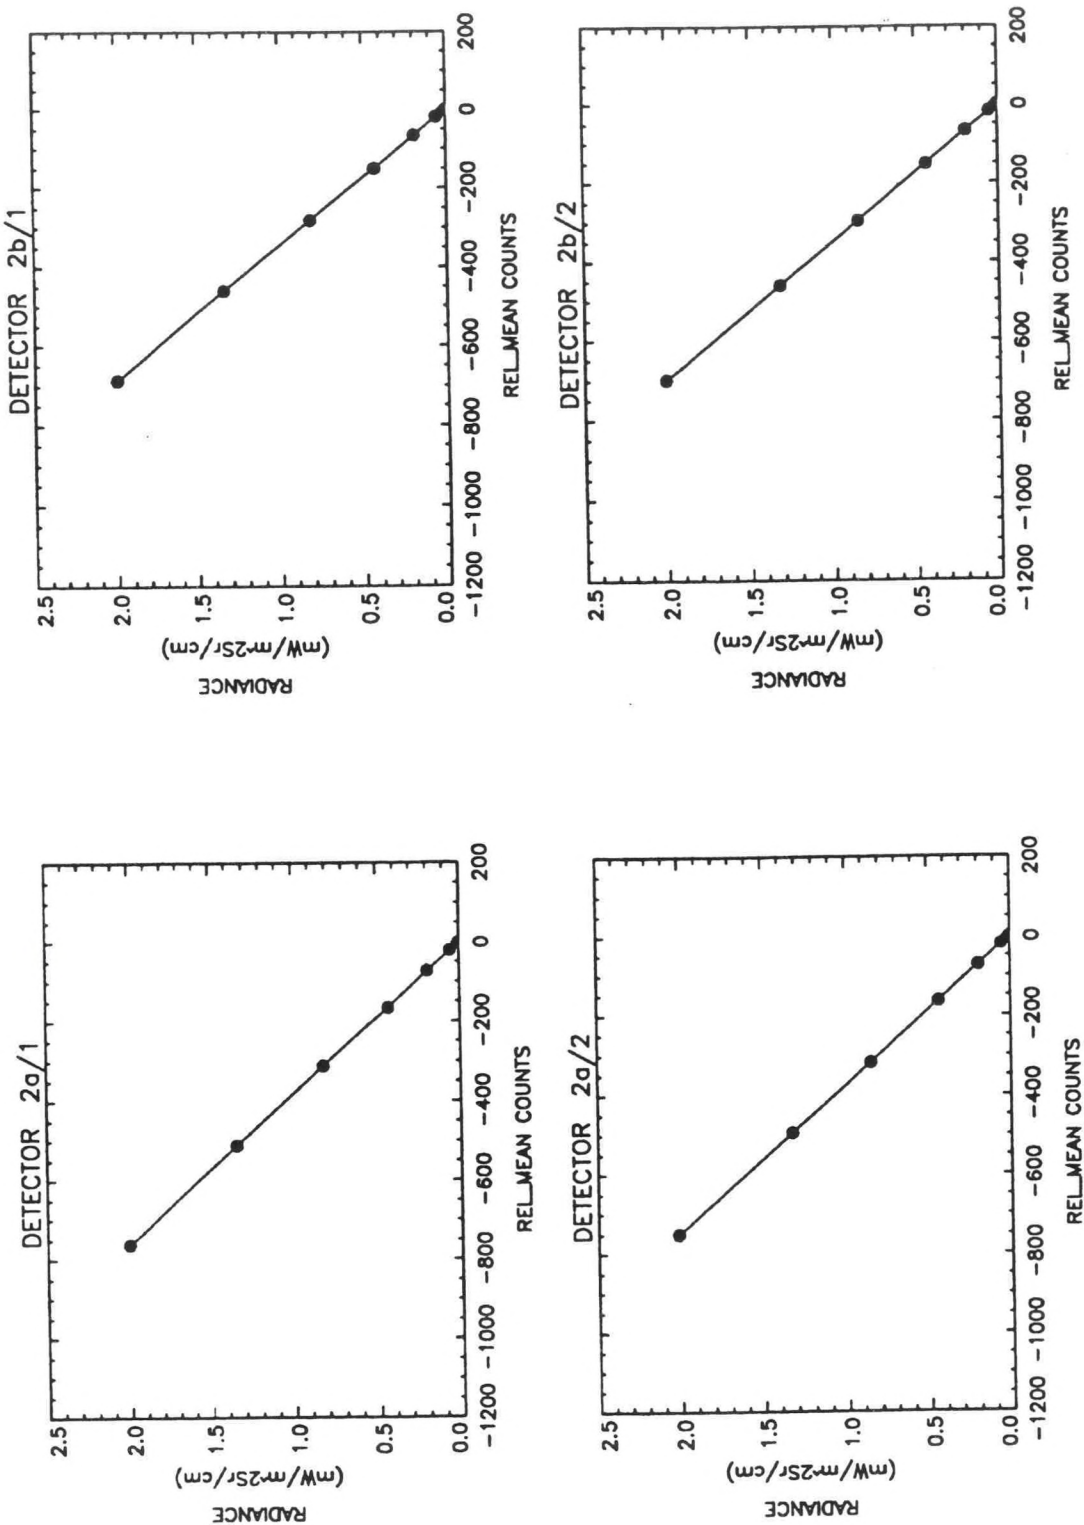 DETECTOR 2a/1
2.5
2.0
1.5
1.0
0.5
0.0
RADIANCE
(mW/m^2Sr/cm)
-1200 -1000 -800 -600 -400 -200 0 200
REL_MEAN COUNTS
DETECTOR 2b/1
2.5
2.0
1.5
1.0
0.5
0.0
RADIANCE
(mW/m^2Sr/cm)
-1200 -1000 -800 -600 -400 -200 0 200
REL_MEAN COUNTS
DETECTOR 2a/2
2.5
2.0
1.5
1.0
0.5
0.0
RADIANCE
(mW/m^2Sr/cm)
-1200 -1000 -800 -600 -400 -200 0 200
REL_MEAN COUNTS
DETECTOR 2b/2
2.5
2.0
1.5
1.0
0.5
0.0
RADIANCE
(mW/m^2Sr/cm)
-1200 -1000 -800 -600 -400 -200 0 200
REL_MEAN COUNTS